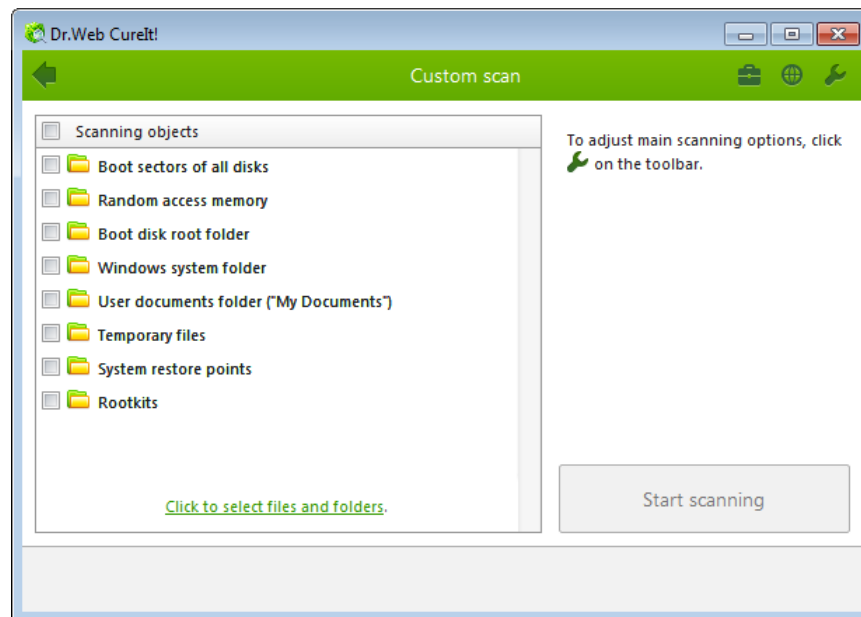 Dr.Web CureIt!
Custom scan
Scanning objects
Boot sectors of all disks
Random access memory
Boot disk root folder
Windows system folder
User documents folder ("My Documents")
Temporary files
System restore points
Rootkits
Click to select files and folders.
To adjust main scanning options, click
on the toolbar.
Start scanning